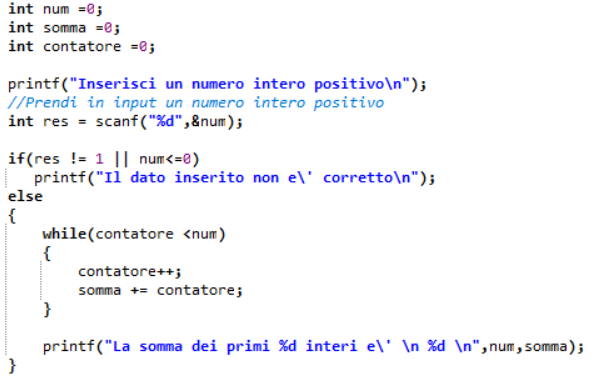 int num =0;
int somma =0;
int contatore =0;
printf("Inserisci un numero intero positivo\n");
//Prendi in input un numero intero positivo
int res = scanf("%d",&num);
if(res != 1 || num<=0)
printf("Il dato inserito non e\' corretto\n");
else
{
while(contatore <num)
{
contatore++;
somma += contatore;
}
printf("La somma dei primi %d interi e\' \n %d \n",num,somma);
}